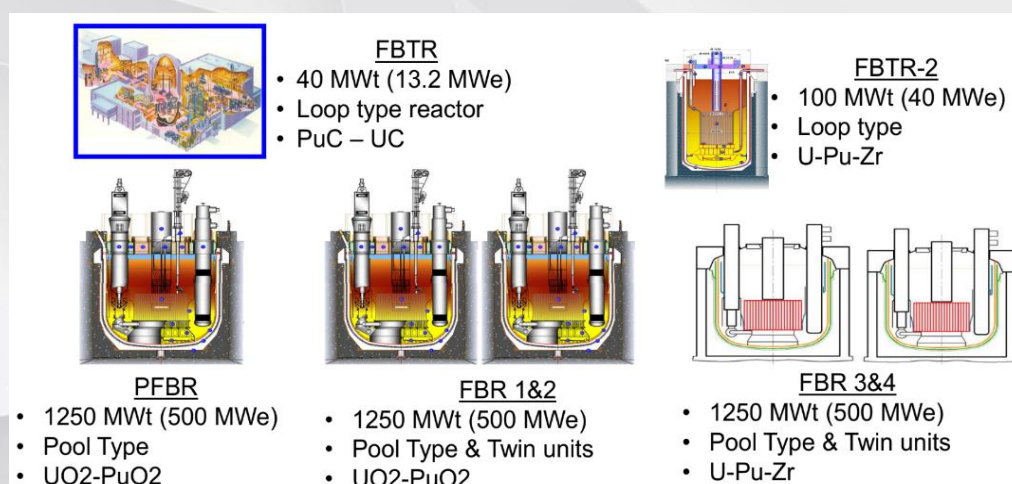 FBTR
• 40 MWt (13.2 MWe)
• Loop type reactor
• PuC – UC
FBTR-2
• 100 MWt (40 MWe)
• Loop type
• U-Pu-Zr
PFBR
• 1250 MWt (500 MWe)
• Pool Type
• UO2-PuO2
FBR 1&2
• 1250 MWt (500 MWe)
• Pool Type & Twin units
• UO2-PuO2
FBR 3&4
• 1250 MWt (500 MWe)
• Pool Type & Twin units
• U-Pu-Zr